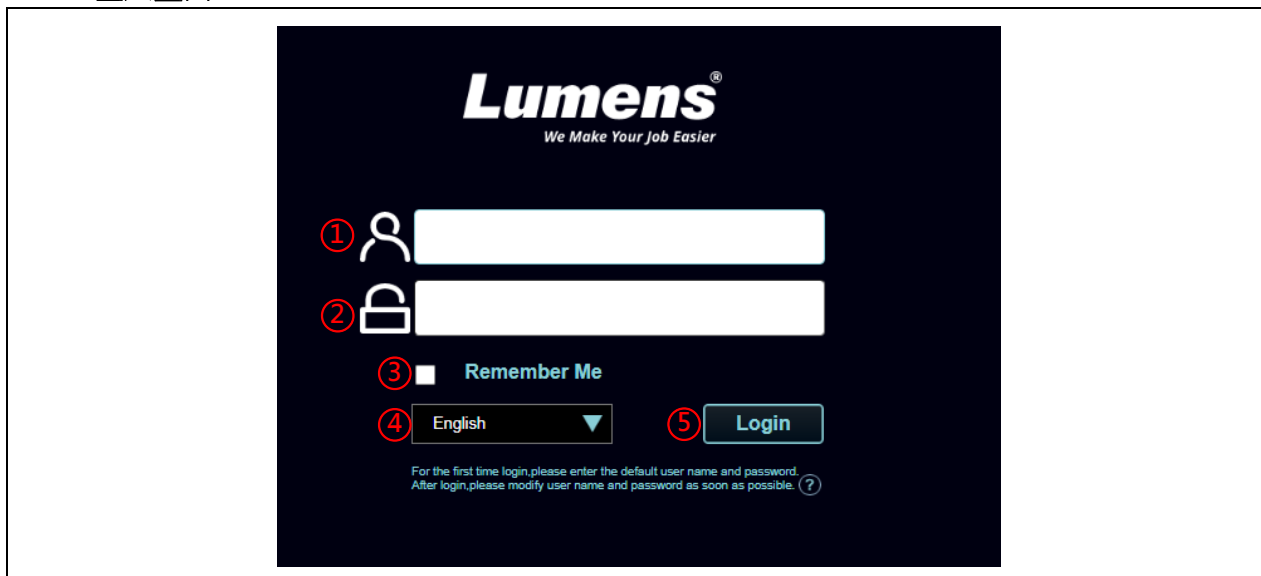 Lumens®
We Make Your Job Easier
①
②
③ Remember Me
④ English ⑤ Login
For the first time login,please enter the default user name and password.
After login,please modify user name and password as soon as possible. ?